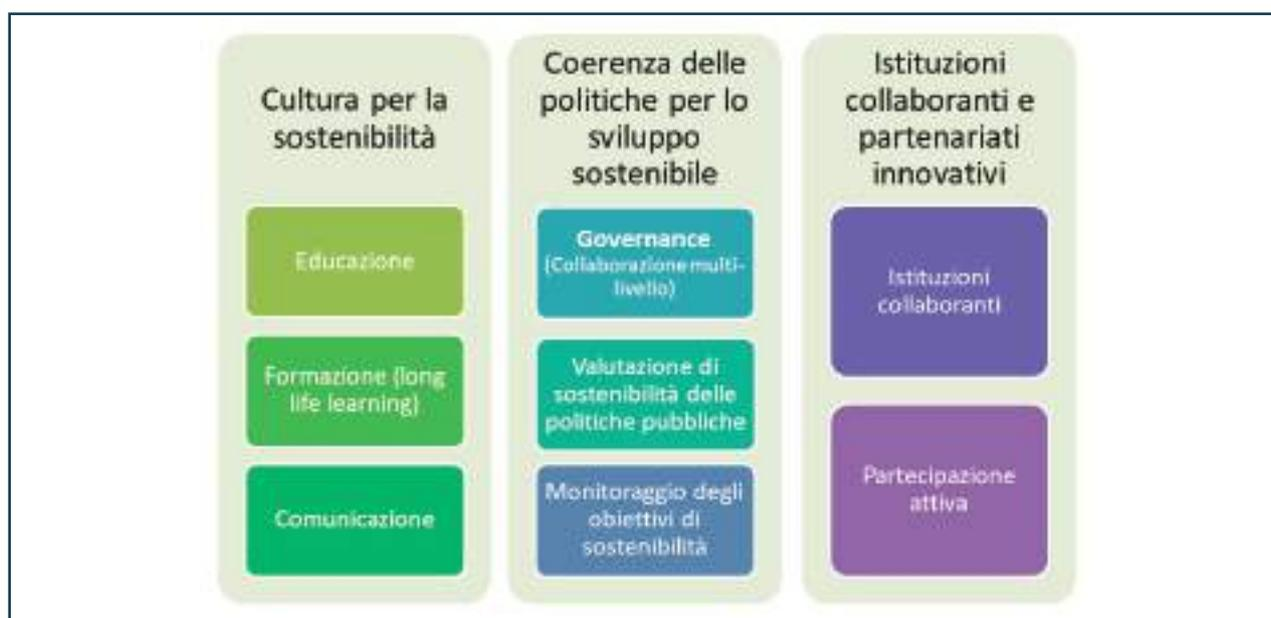 Cultura per la
sostenibilità
Educazione
Formazione (long
life learning)
Comunicazione
Coerenza delle
politiche per lo
sviluppo
sostenibile
Governance
(Collaborazione multi-
livello)
Valutazione di
sostenibilità delle
politiche pubbliche
Monitoraggio degli
obiettivi di
sostenibilità
Istituzioni
collaboranti e
partenariati
innovativi
Istituzioni
collaboranti
Partecipazione
attiva